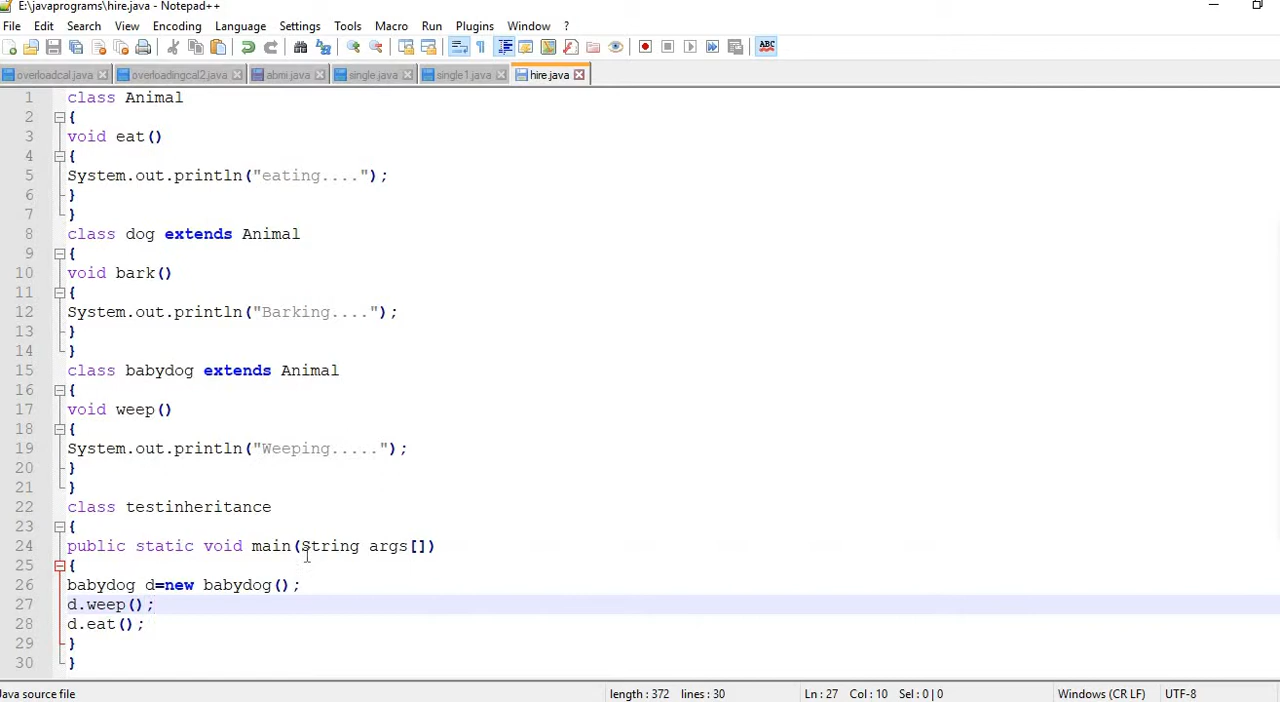 E:\javaprograms\hire.java - Notepad++
File Edit Search View Encoding Language Settings Tools Macro Run Plugins Window ?
ABC
overloadcal.java overloadingcal2.java abmi.java single.java single1.java hire.java
1 class Animal
2 {
3 void eat()
4 {
5 System.out.println("eating....");
6 }
7 }
8 class dog extends Animal
9 {
10 void bark()
11 {
12 System.out.println("Barking....");
13 }
14 }
15 class babydog extends Animal
16 {
17 void weep()
18 {
19 System.out.println("Weeping.....");
20 }
21 }
22 class testinheritance
23 {
24 public static void main(String args[])
25 {
26 babydog d=new babydog();
27 d.weep();
28 d.eat();
29 }
30 }
Java source file length : 372 lines : 30 Ln : 27 Col : 10 Sel : 0 | 0 Windows (CR LF) UTF-8